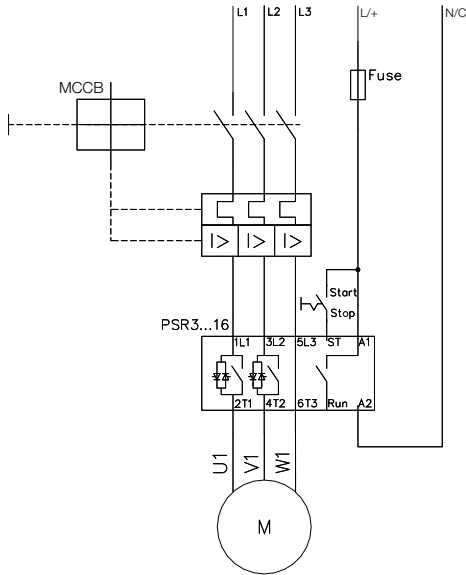 L1 L2 L3 L/+ N/C
Fuse
MCCB
I> I> I>
Start
Stop
PSR3...16
1L1 3L2 5L3 ST A1
2T1 4T2 6T3 Run A2
U1 V1 W1
M